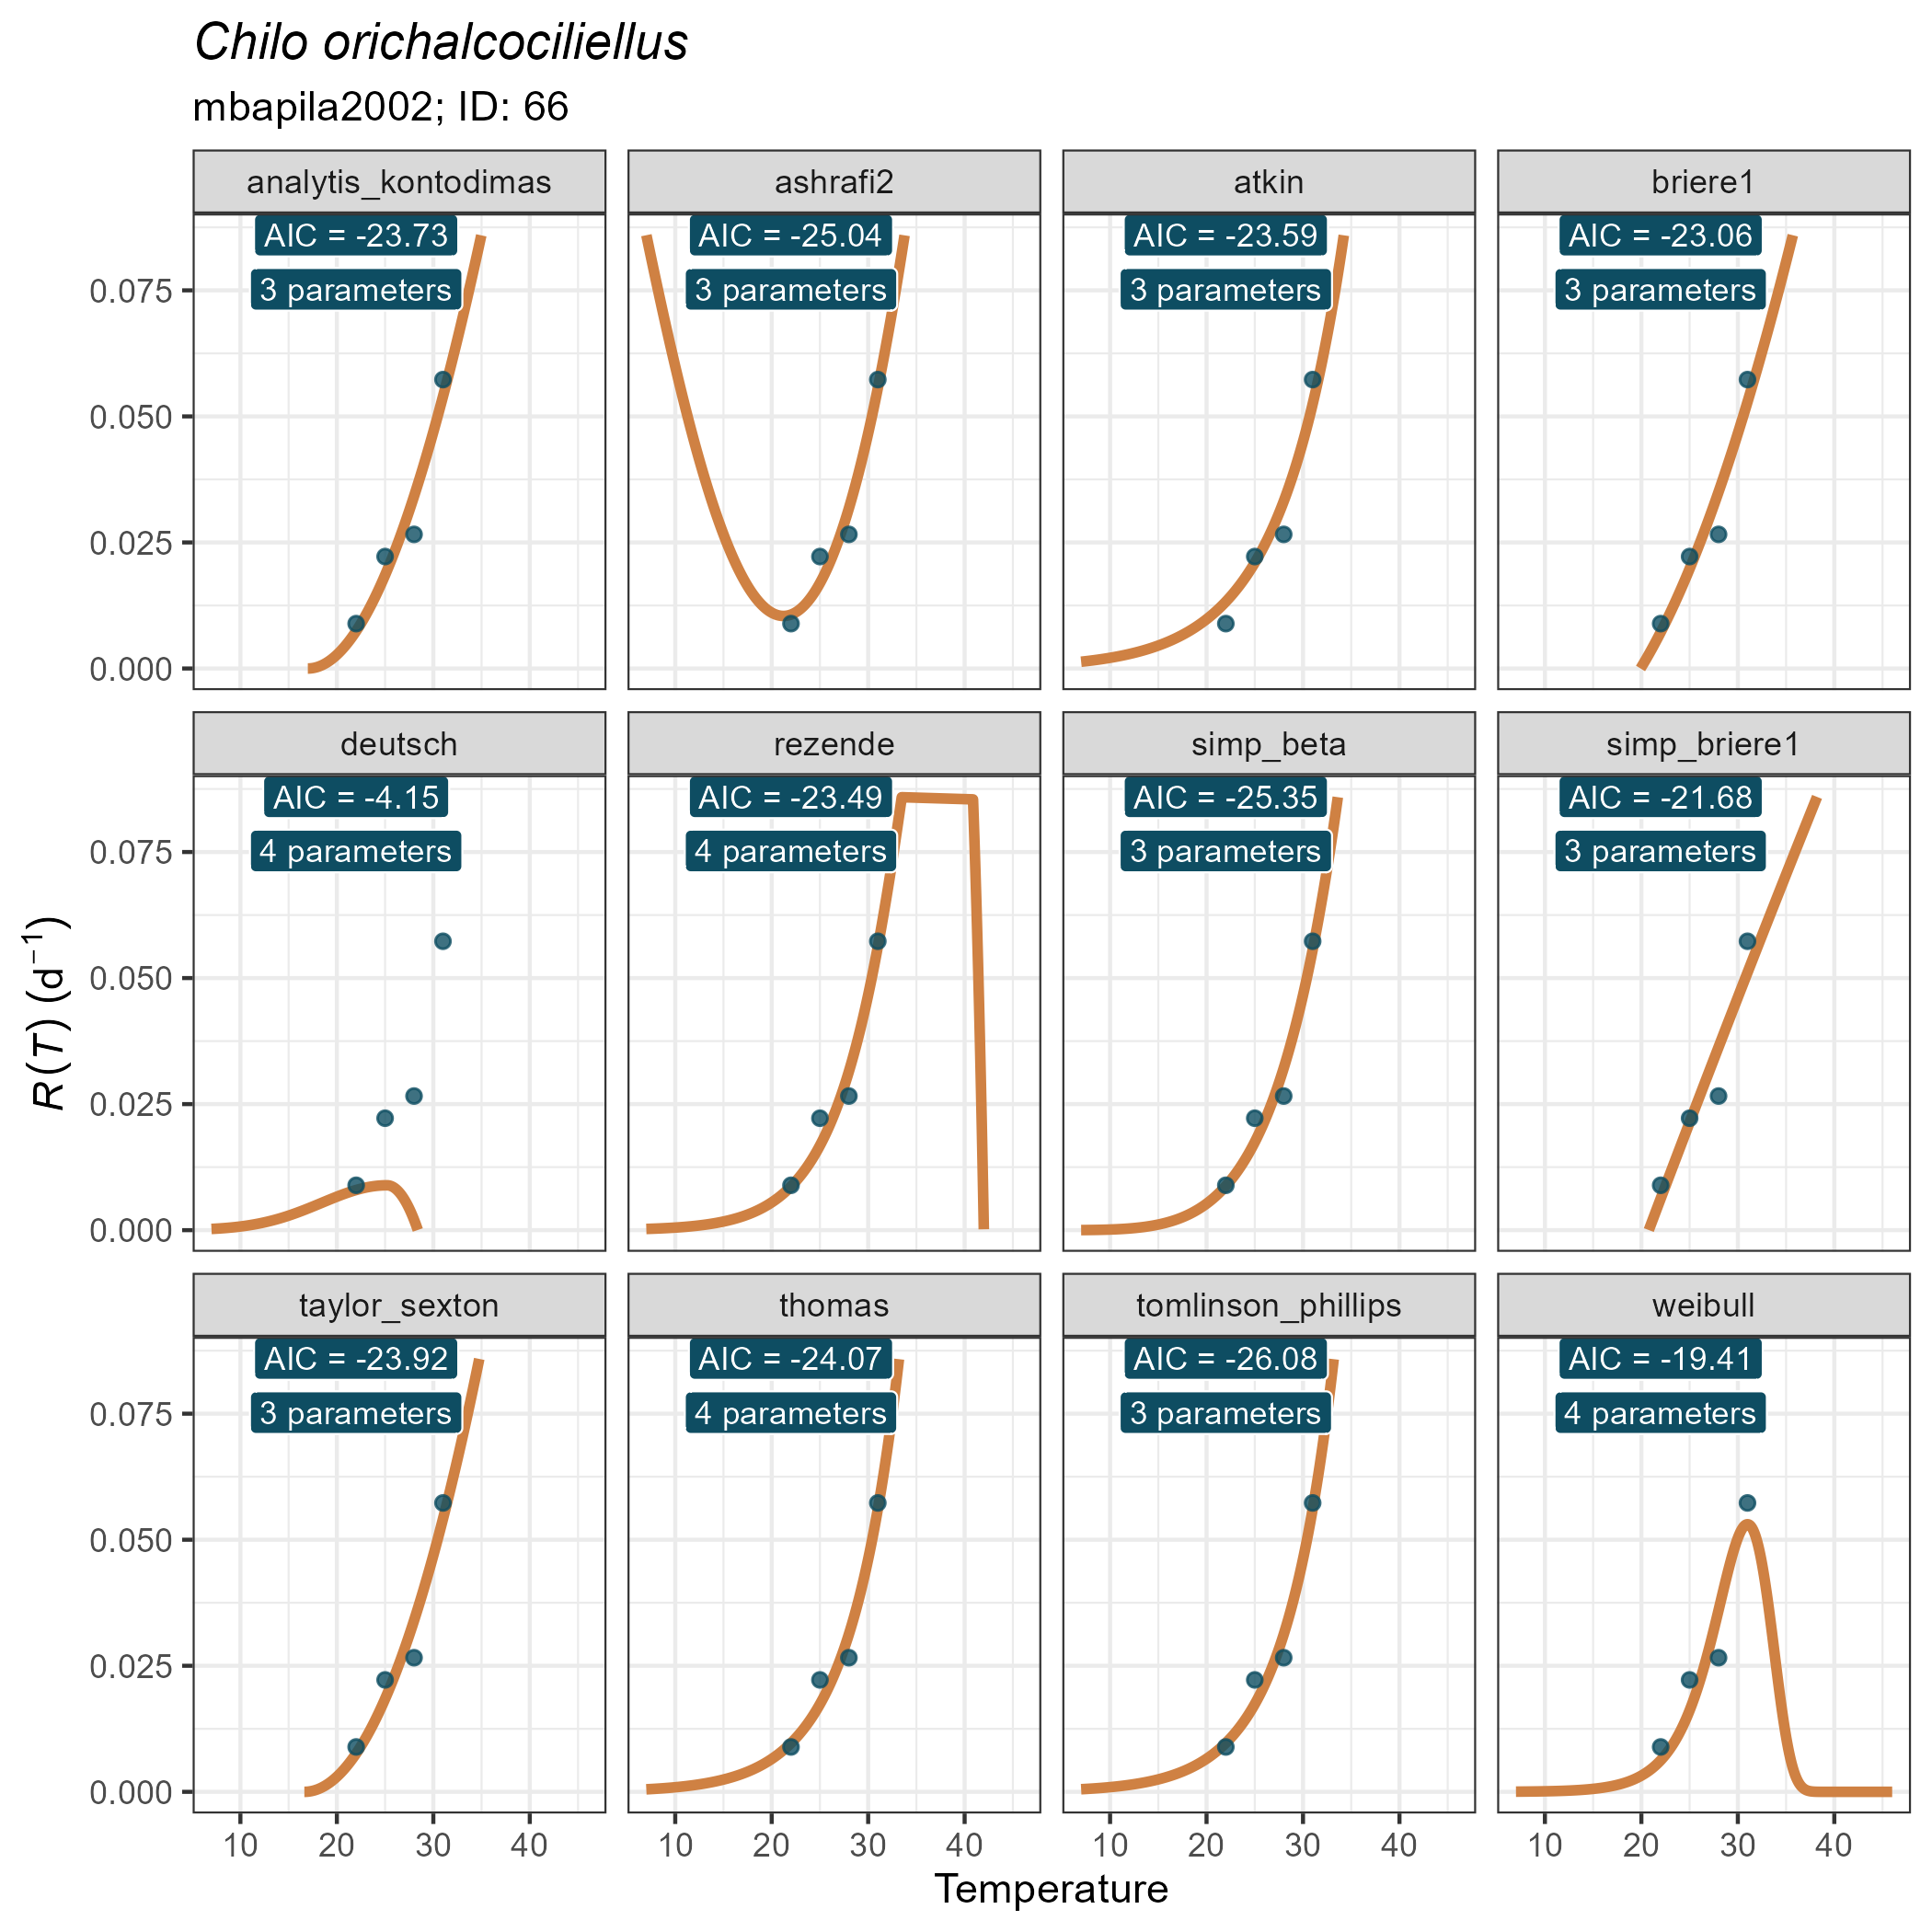 Chilo orichalcociliellus
mbapila2002; ID: 66
analytis_kontodimas
ashrafi2
atkin
briere1
AIC = -23.73
3 parameters
AIC = -25.04
3 parameters
AIC = -23.59
3 parameters
AIC = -23.06
3 parameters
0.075
0.050
0.025
0.000
deutsch
rezende
simp_beta
simp_briere1
AIC = -4.15
4 parameters
AIC = -23.49
4 parameters
AIC = -25.35
3 parameters
AIC = -21.68
3 parameters
0.075
0.050
0.025
0.000
R(T) (d⁻¹)
taylor_sexton
thomas
tomlinson_phillips
weibull
AIC = -23.92
3 parameters
AIC = -24.07
4 parameters
AIC = -26.08
3 parameters
AIC = -19.41
4 parameters
0.075
0.050
0.025
0.000
10 20 30 40
10 20 30 40
10 20 30 40
10 20 30 40
Temperature